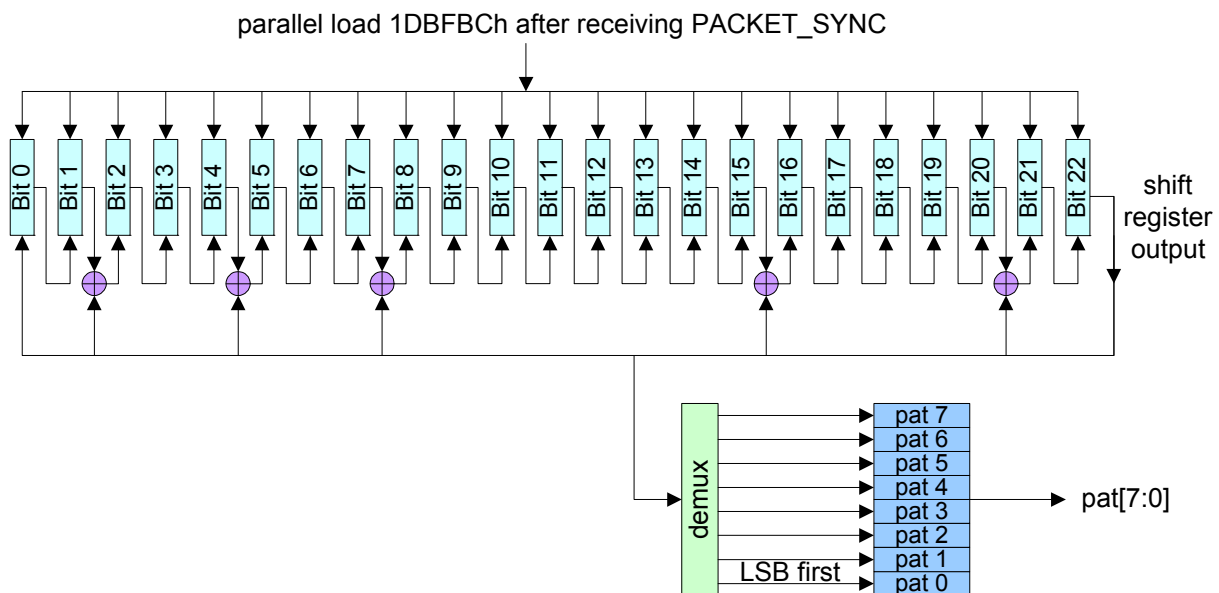 parallel load 1DBFBCh after receiving PACKET_SYNC
Bit 0
Bit 1
Bit 2
Bit 3
Bit 4
Bit 5
Bit 6
Bit 7
Bit 8
Bit 9
Bit 10
Bit 11
Bit 12
Bit 13
Bit 14
Bit 15
Bit 16
Bit 17
Bit 18
Bit 19
Bit 20
Bit 21
Bit 22
shift
register
output
demux
LSB first
pat 7
pat 6
pat 5
pat 4
pat 3
pat 2
pat 1
pat 0
pat[7:0]